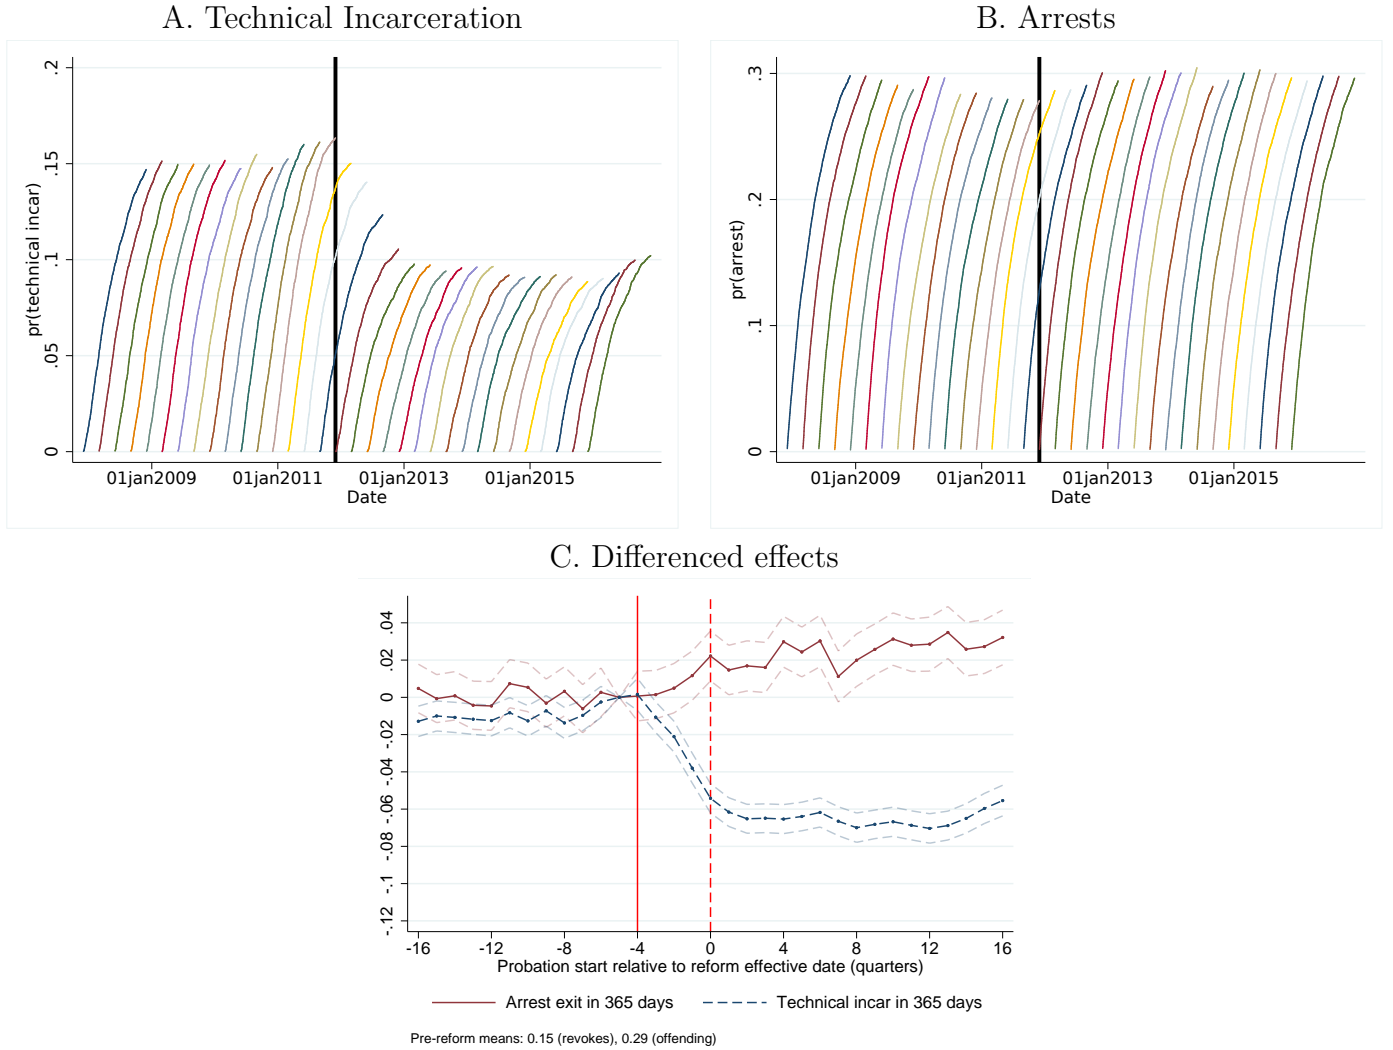 A. Technical Incarceration
B. Arrests
.2
.15
.1
.05
0
pr(technical incar)
01jan2009 01jan2011 01jan2013 01jan2015
Date
.3
.2
.1
0
pr(arrest)
01jan2009 01jan2011 01jan2013 01jan2015
Date
C. Differenced effects
.04
.02
0
-.02
-.04
-.06
-.08
-.1
-.12
-16 -12 -8 -4 0 4 8 12 16
Probation start relative to reform effective date (quarters)
Arrest exit in 365 days Technical incar in 365 days
Pre-reform means: 0.15 (revokes), 0.29 (offending)